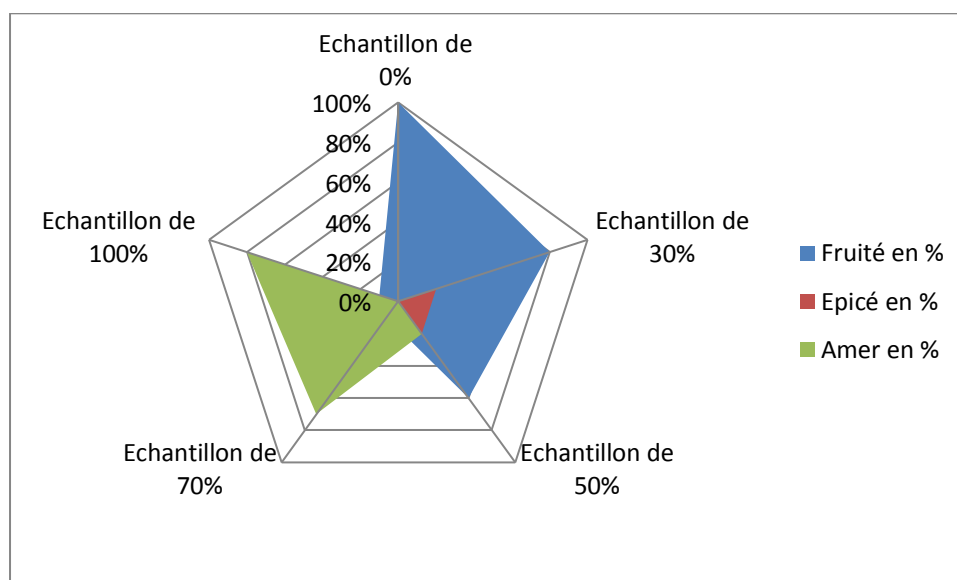 Echantillon de
0%
100%
80%
60%
40%
20%
0%
Echantillon de
30%
Echantillon de
50%
Echantillon de
70%
Echantillon de
100%
Fruité en %
Epicé en %
Amer en %